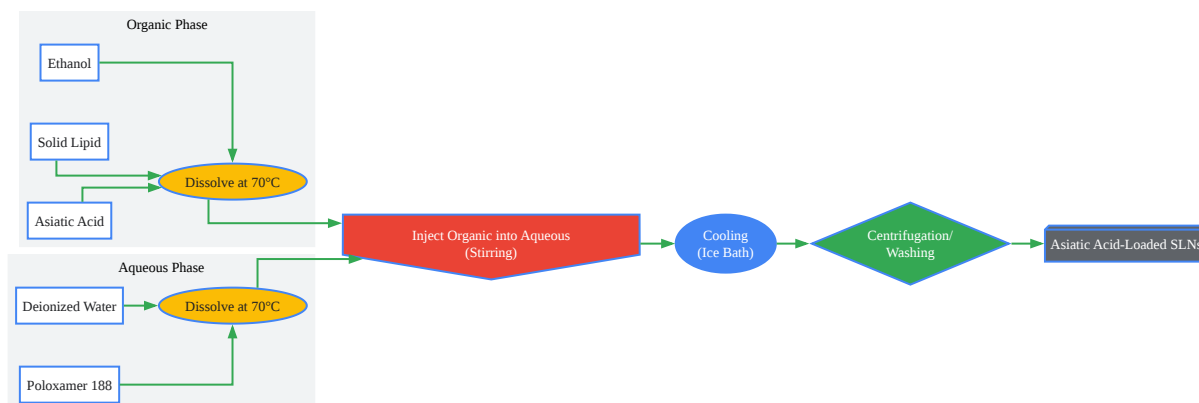 Organic Phase
Ethanol
Solid Lipid
Dissolve at 70°C
Asiatic Acid
Inject Organic into Aqueous
(Stirring)
Cooling
(Ice Bath)
Centrifugation/
Washing
Asiatic Acid-Loaded SLNs
Aqueous Phase
Deionized Water
Dissolve at 70°C
Poloxamer 188